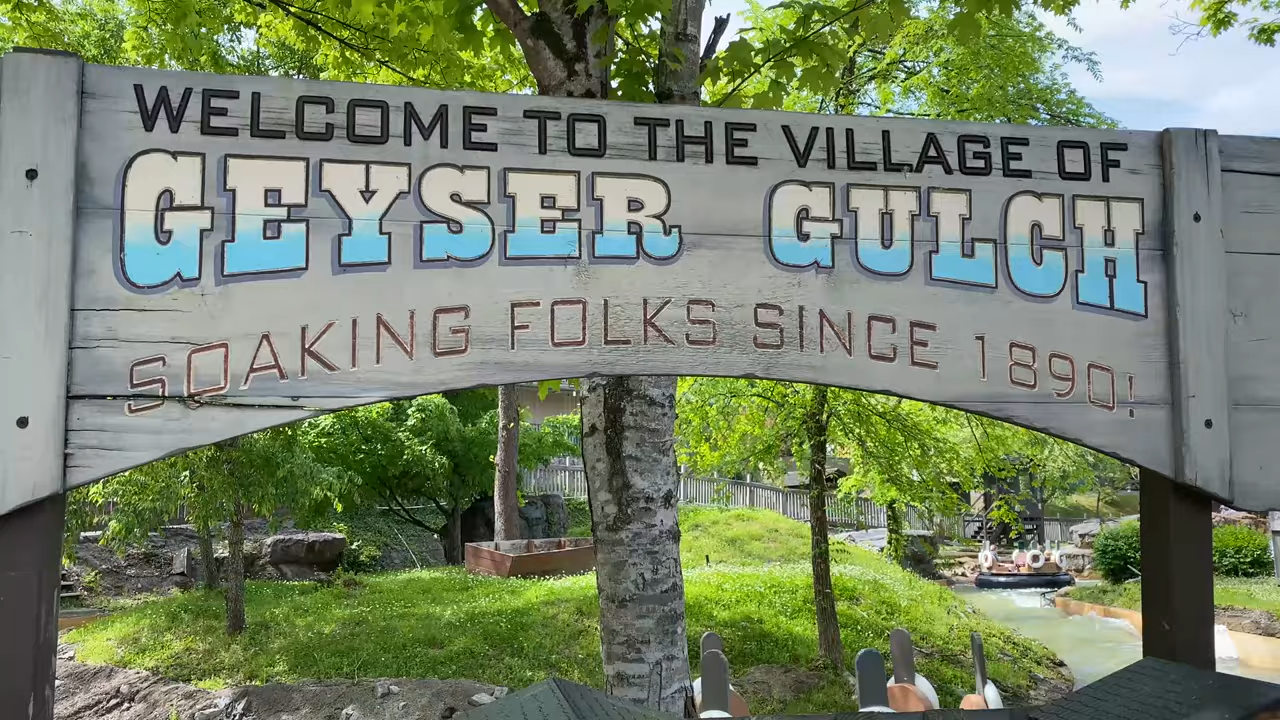 WELCOME TO THE VILLAGE OF
GEYSER GULCH
SOAKING FOLKS SINCE 1890!